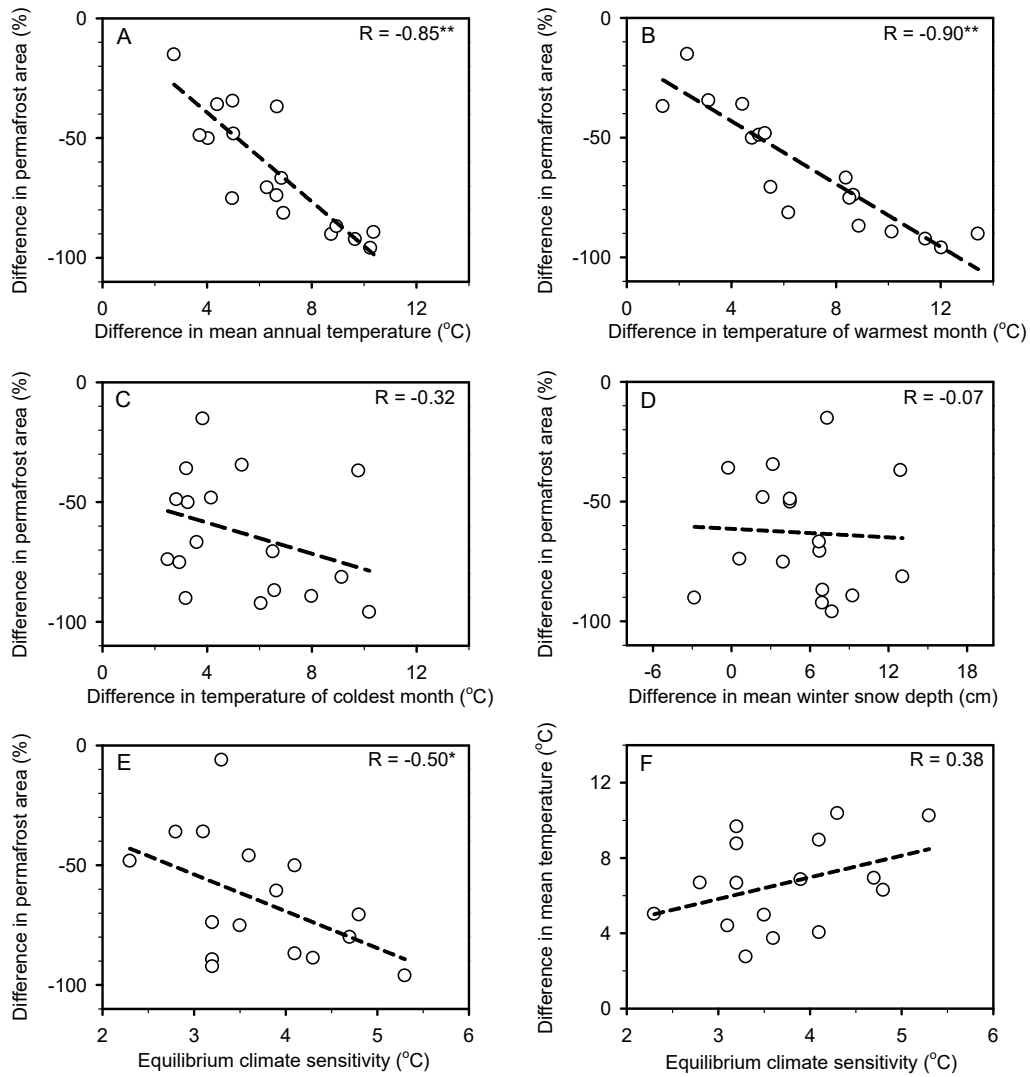 A
R = -0.85**
0
-50
-100
Difference in permafrost area (%)
0
4
8
12
Difference in mean annual temperature (°C)
B
R = -0.90**
0
-50
-100
Difference in permafrost area (%)
0
4
8
12
Difference in temperature of warmest month (°C)
C
R = -0.32
0
-50
-100
Difference in permafrost area (%)
0
4
8
12
Difference in temperature of coldest month (°C)
D
R = -0.07
0
-50
-100
Difference in permafrost area (%)
-6
0
6
12
18
Difference in mean winter snow depth (cm)
E
R = -0.50*
0
-50
-100
Difference in permafrost area (%)
2
3
4
5
6
Equilibrium climate sensitivity (°C)
F
R = 0.38
12
8
4
0
Difference in mean temperature (°C)
2
3
4
5
6
Equilibrium climate sensitivity (°C)